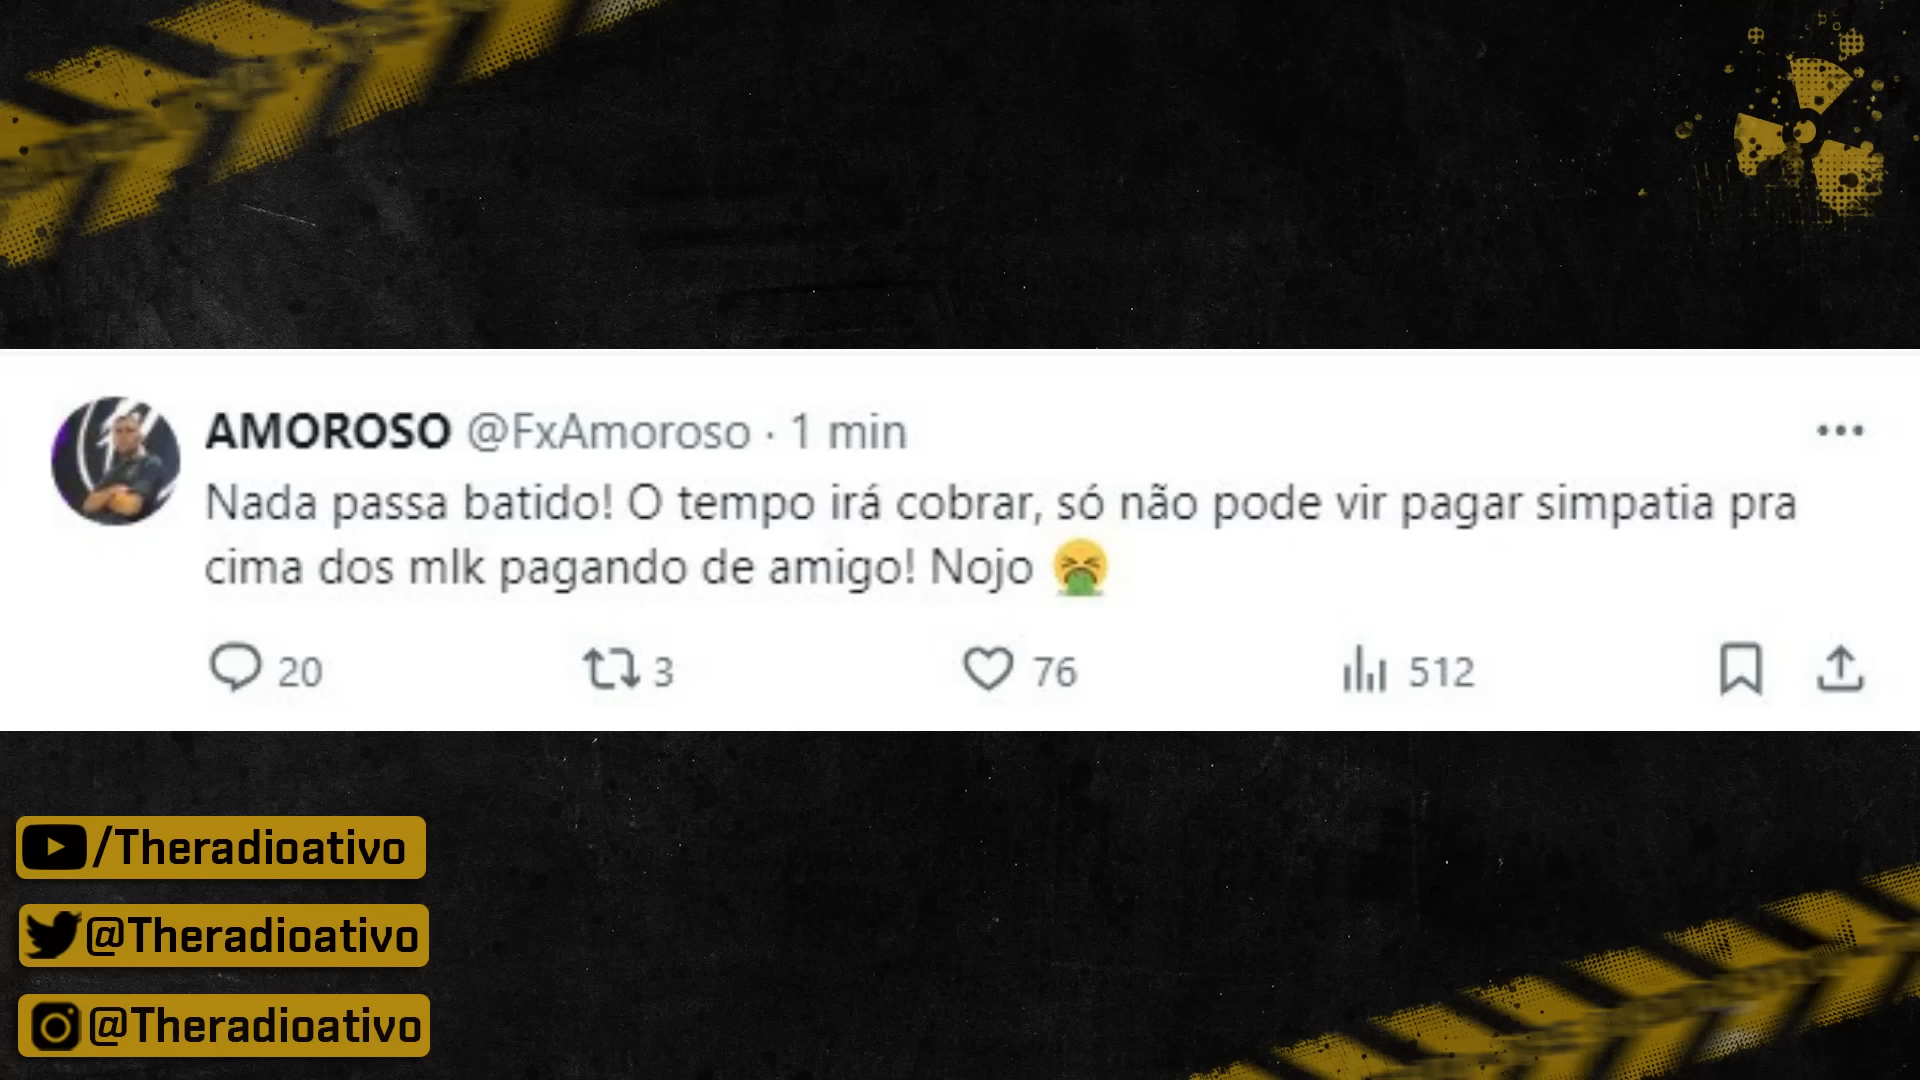 AMOROSO @FxAmoroso · 1 min
Nada passa batido! O tempo irá cobrar, só não pode vir pagar simpatia pra
cima dos mlk pagando de amigo! Nojo 🤮
20 3 76 512
/Theradioativo
@Theradioativo
@Theradioativo